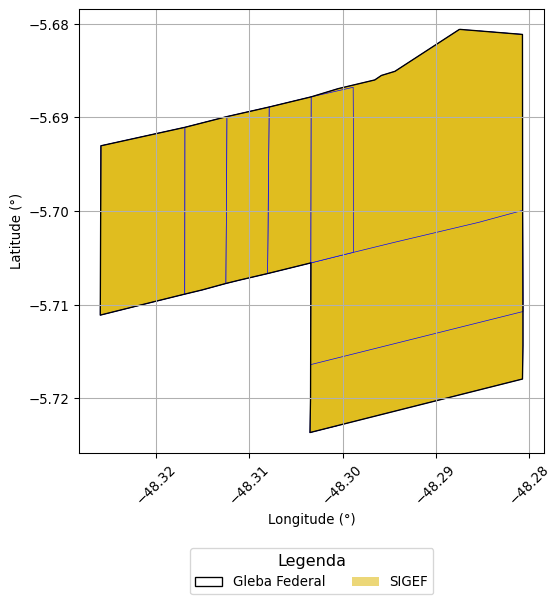 −5.68
−5.69
−5.70
−5.71
−5.72
Latitude (°)
−48.32
−48.31
−48.30
−48.29
−48.28
Longitude (°)
Legenda
Gleba Federal SIGEF